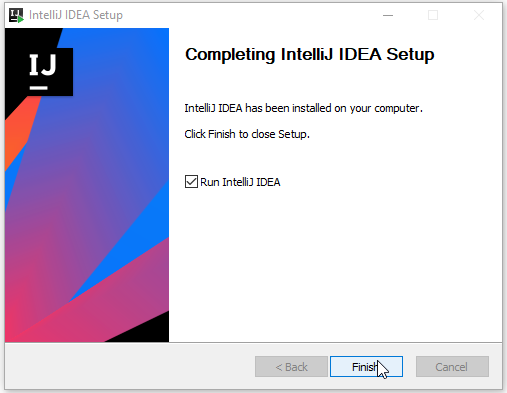 IntelliJ IDEA Setup
IJ
Completing IntelliJ IDEA Setup
IntelliJ IDEA has been installed on your computer.
Click Finish to close Setup.
Run IntelliJ IDEA
< Back
Finish
Cancel